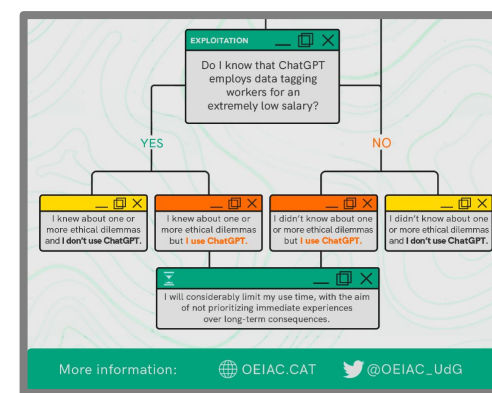 EXPLOITATION
Do I know that ChatGPT
employs data tagging
workers for an
extremely low salary?
YES
NO
I knew about one or
more ethical dilemmas
and I don't use ChatGPT.
I knew about one or
more ethical dilemmas
but I use ChatGPT.
I didn't know about one
or more ethical dilemmas
but I use ChatGPT.
I didn't know about one
or more ethical dilemmas
and I don't use ChatGPT.
I will considerably limit my use time, with the aim
of not prioritizing immediate experiences
over long-term consequences.
More information:
OEIAC.CAT
@OEIAC_UdG